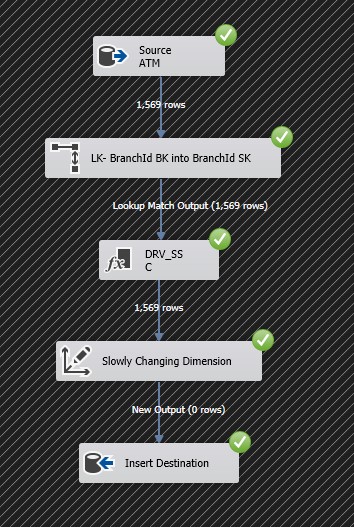 Source
ATM
1,569 rows
LK- BranchId BK into BranchId SK
Lookup Match Output (1,569 rows)
fx
DRV_SS
C
1,569 rows
Slowly Changing Dimension
New Output (0 rows)
Insert Destination